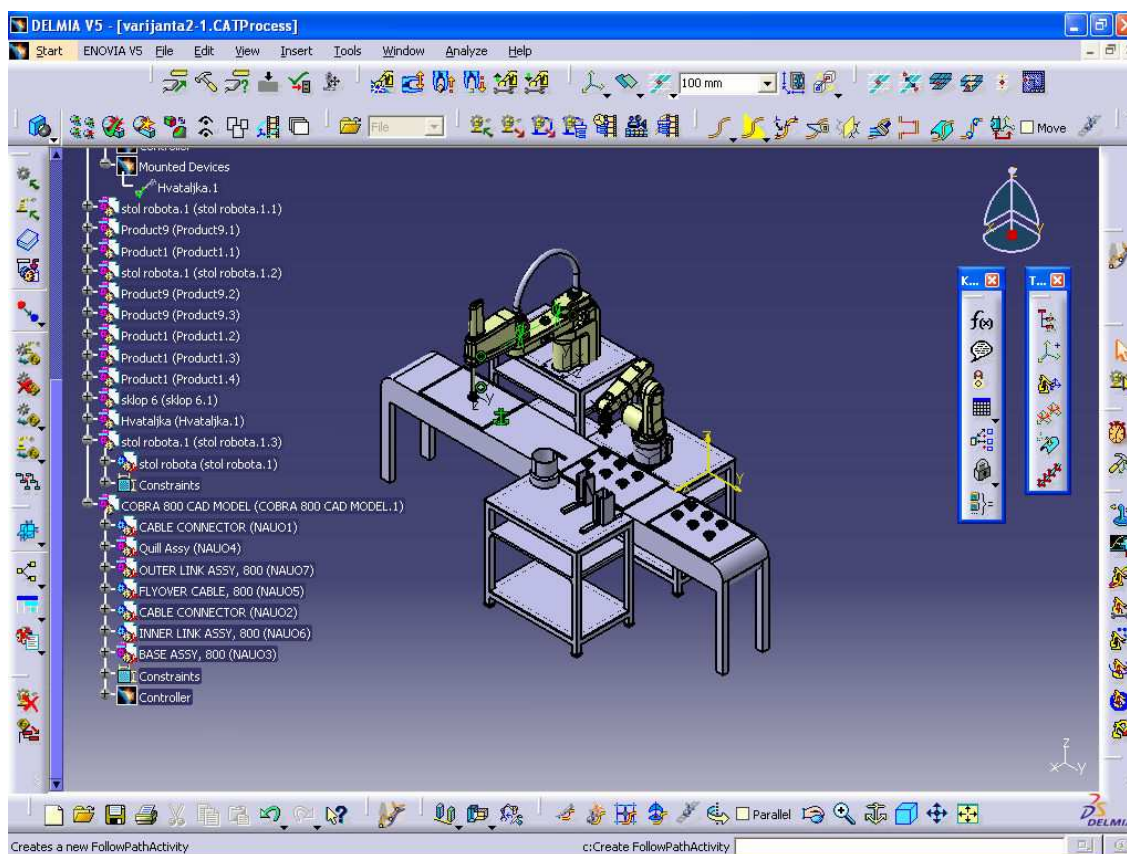 DELMIA V5 - [varijanta2-1.CATProcess]
Start ENOVIA V5 File Edit View Insert Tools Window Analyze Help
100 mm
File
Move
Controller
Mounted Devices
Hvataljka.1
stol robota.1 (stol robota.1.1)
Product9 (Product9.1)
Product1 (Product1.1)
stol robota.1 (stol robota.1.2)
Product9 (Product9.2)
Product9 (Product9.3)
Product1 (Product1.2)
Product1 (Product1.3)
Product1 (Product1.4)
sklop 6 (sklop 6.1)
Hvataljka (Hvataljka.1)
stol robota.1 (stol robota.1.3)
stol robota (stol robota.1)
Constraints
COBRA 800 CAD MODEL (COBRA 800 CAD MODEL.1)
CABLE CONNECTOR (NAUO1)
Quill Assy (NAUO4)
OUTER LINK ASSY, 800 (NAUO7)
FLYOVER CABLE, 800 (NAUO5)
CABLE CONNECTOR (NAUO2)
INNER LINK ASSY, 800 (NAUO6)
BASE ASSY, 800 (NAUO3)
Constraints
Controller
K...
T...
f(x)
z
y
z
Y
z
x
y
Parallel
DELMIA
Creates a new FollowPathActivity
c:Create FollowPathActivity